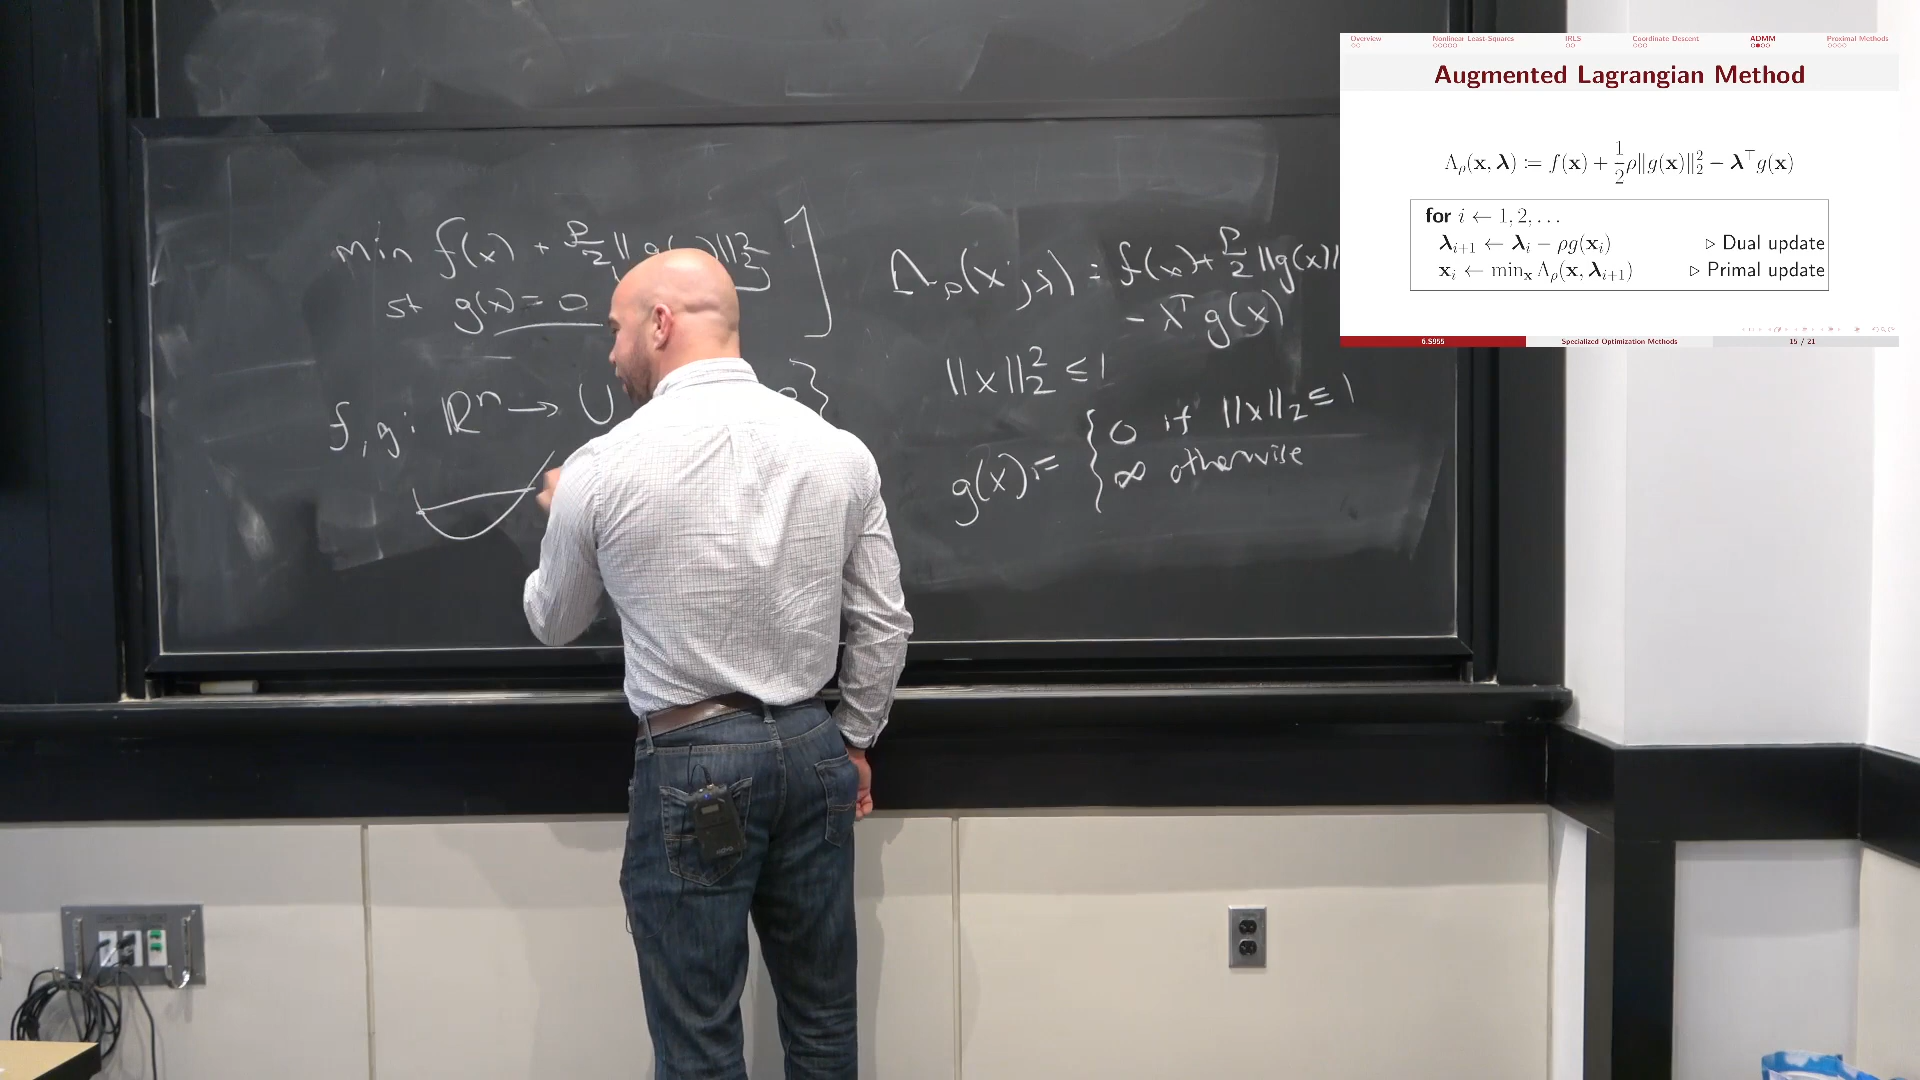 min f(x) + ρ/2 ||g( )||₂²
st g(x) = 0
f, g : ℝⁿ → ∪ }
Λρ(x; λ) = f(x) + ρ/2 ||g(x)||
- λᵀ g(x)
||x||₂² ≤ 1
g(x) := { 0 if ||x||₂ ≤ 1
∞ otherwise
Overview Nonlinear Least-Squares IRLS Coordinate Descent ADMM Proximal Methods
Augmented Lagrangian Method
Λρ(x, λ) := f(x) + 1/2 ρ||g(x)||₂² − λ⊤g(x)
for i ← 1, 2, . . .
λᵢ₊₁ ← λᵢ − ρg(xᵢ) ▷ Dual update
xᵢ ← minₓ Λρ(x, λᵢ₊₁) ▷ Primal update
6.S955 Specialized Optimization Methods 15 / 21